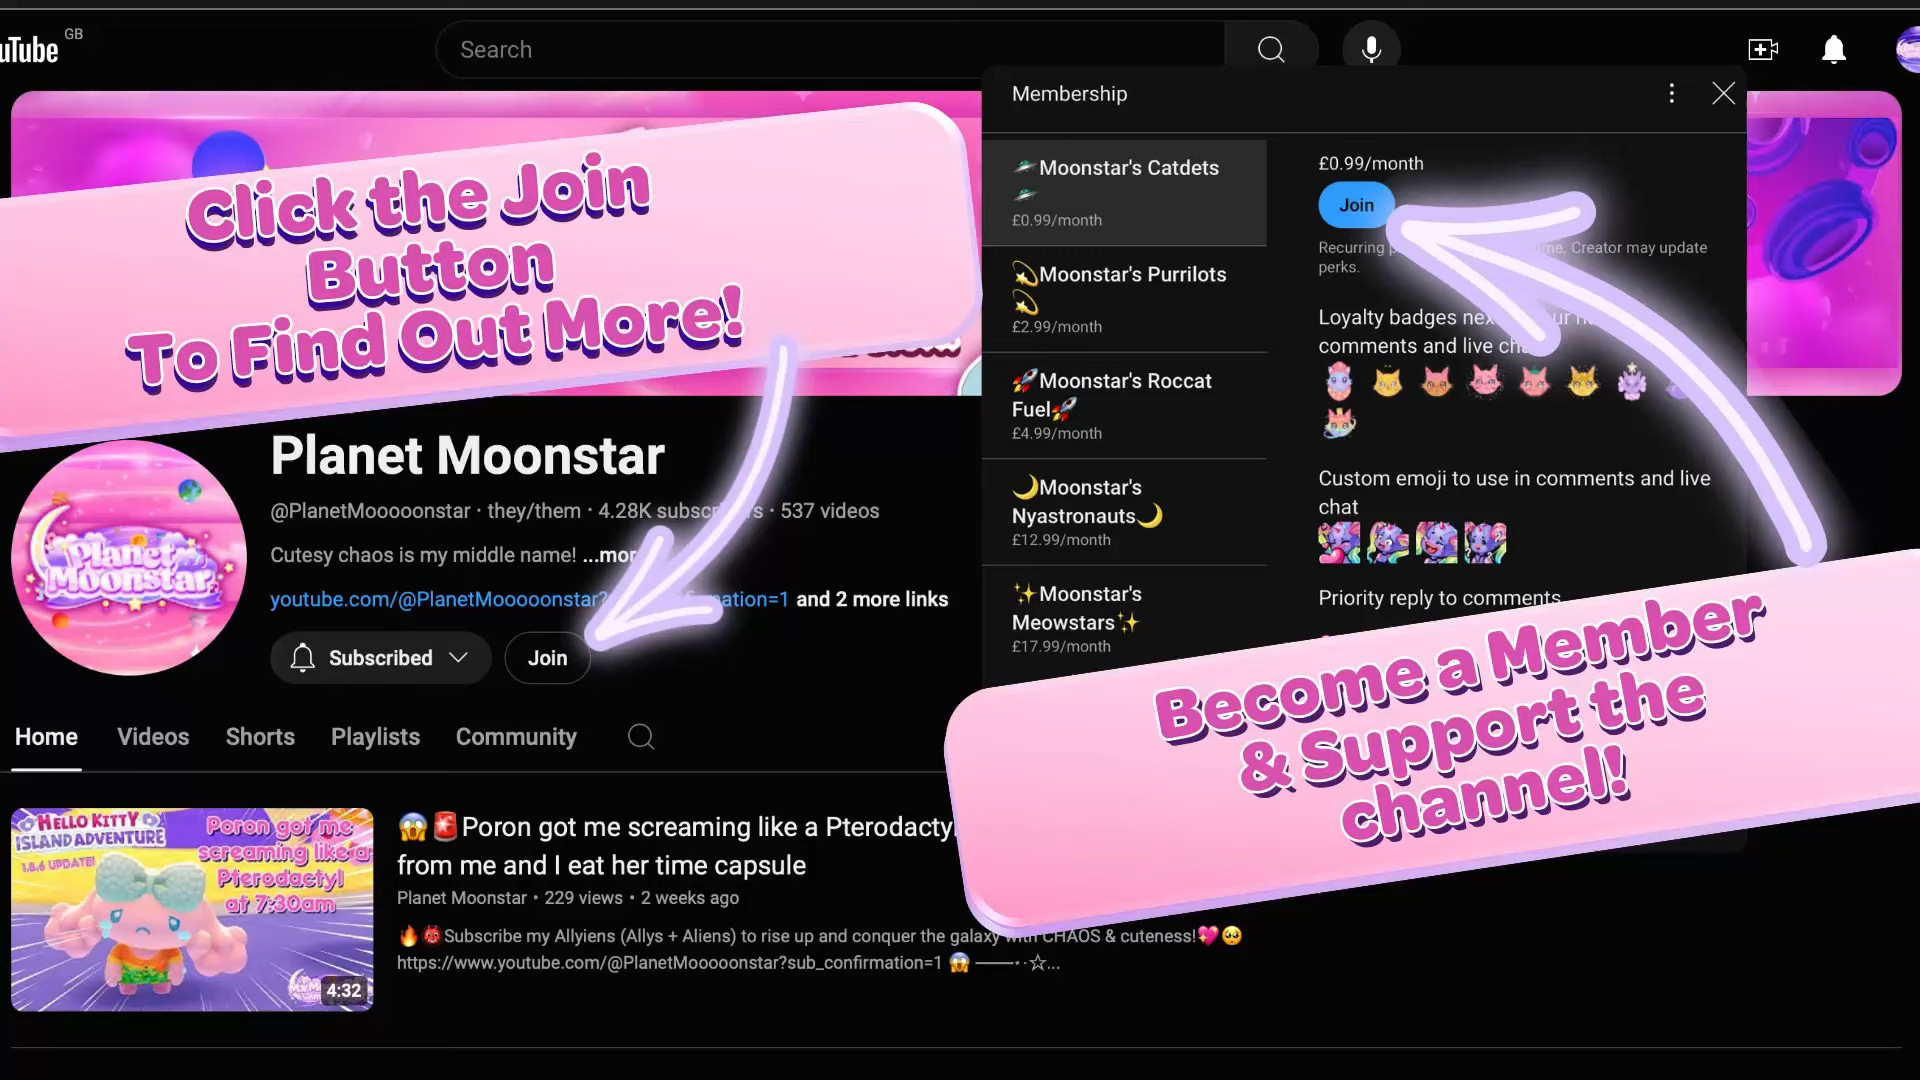 uTube GB
Search
Membership
Click the Join
Button
To Find Out More!
🛸Moonstar's Catdets
🛸
£0.99/month
💫Moonstar's Purrilots
💫
£2.99/month
🚀Moonstar's Roccat
Fuel🚀
£4.99/month
🌙Moonstar's
Nyastronauts🌙
£12.99/month
✨Moonstar's
Meowstars✨
£17.99/month
£0.99/month
Join
Recurring Creator may update
perks.
Loyalty badges
comments and live
Custom emoji to use in comments and live
chat
Priority reply to comments
Become a Member
& Support the
channel!
Planet Moonstar
Planet Moonstar
@PlanetMooooonstar · they/them · 4.28K · 537 videos
Cutesy chaos is my middle name! ...mor
youtube.com/@PlanetMooooonstar? and 2 more links
Subscribed
Join
Home Videos Shorts Playlists Community
HELLO KITTY
ISLAND ADVENTURE
1.8.6 UPDATE!
Poron got me
screaming like a
Pterodactyl
at 7:30am
4:32
😱🚨Poron got me screaming like a Pterodactyl
from me and I eat her time capsule
Planet Moonstar • 229 views • 2 weeks ago
🔥👹Subscribe my Allyiens (Allys + Aliens) to rise up and conquer the galaxy with CHAOS & cuteness!💖🥺
https://www.youtube.com/@PlanetMooooonstar?sub_confirmation=1 😱 ——⋆·☆...